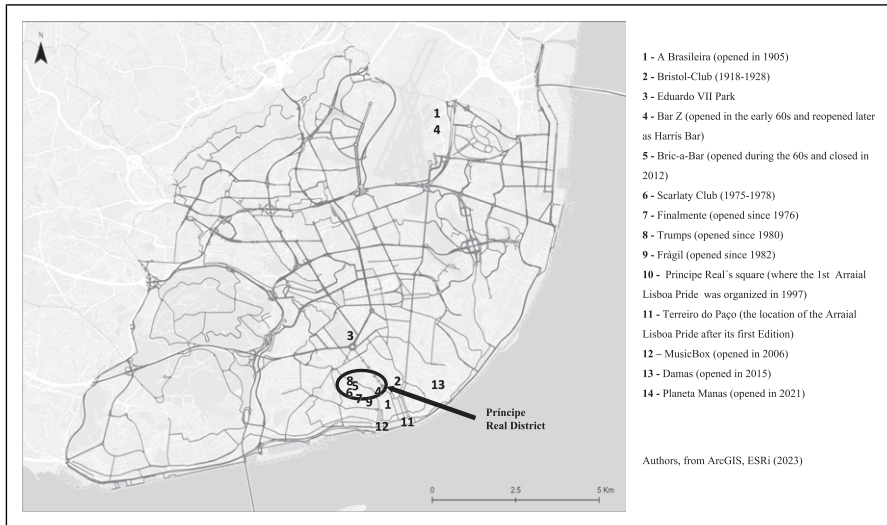 N
1
4
3
8
5
2
13
4
6
7
9
1
12
11
Príncipe
Real District
0
2.5
5 Km
1 - A Brasileira (opened in 1905)
2 - Bristol-Club (1918-1928)
3 - Eduardo VII Park
4 - Bar Z (opened in the early 60s and reopened later
as Harris Bar)
5 - Bric-a-Bar (opened during the 60s and closed in
2012)
6 - Scarlaty Club (1975-1978)
7 - Finalmente (opened since 1976)
8 - Trumps (opened since 1980)
9 - Frágil (opened since 1982)
10 - Principe Real´s square (where the 1st Arraial
Lisboa Pride was organized in 1997)
11 - Terreiro do Paço (the location of the Arraial
Lisboa Pride after its first Edition)
12 – MusicBox (opened in 2006)
13 - Damas (opened in 2015)
14 - Planeta Manas (opened in 2021)
Authors, from ArcGIS, ESRi (2023)